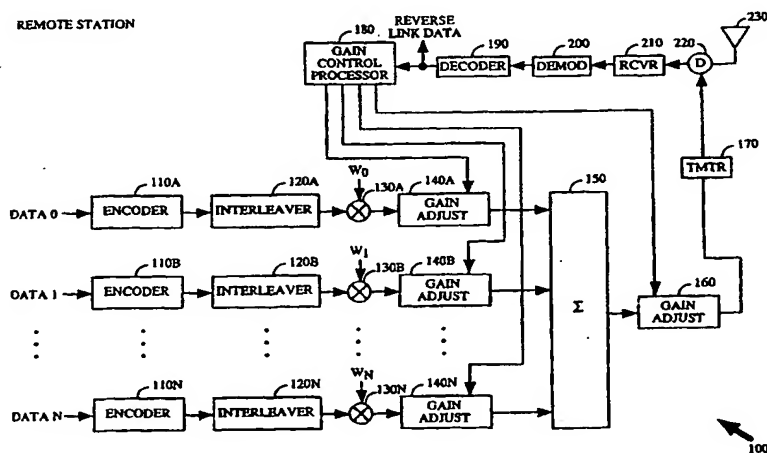 REMOTE STATION
REVERSE
LINK DATA
180
GAIN
CONTROL
PROCESSOR
190
DECODER
200
DEMOD
210
RCVR
220
D
230
170
TMTR
110A
120A
W0
130A
140A
150
DATA 0
ENCODER
INTERLEAVER
GAIN
ADJUST
110B
120B
W1
130B
140B
DATA 1
ENCODER
INTERLEAVER
GAIN
ADJUST
Σ
160
GAIN
ADJUST
110N
120N
WN
130N
140N
DATA N
ENCODER
INTERLEAVER
GAIN
ADJUST
100